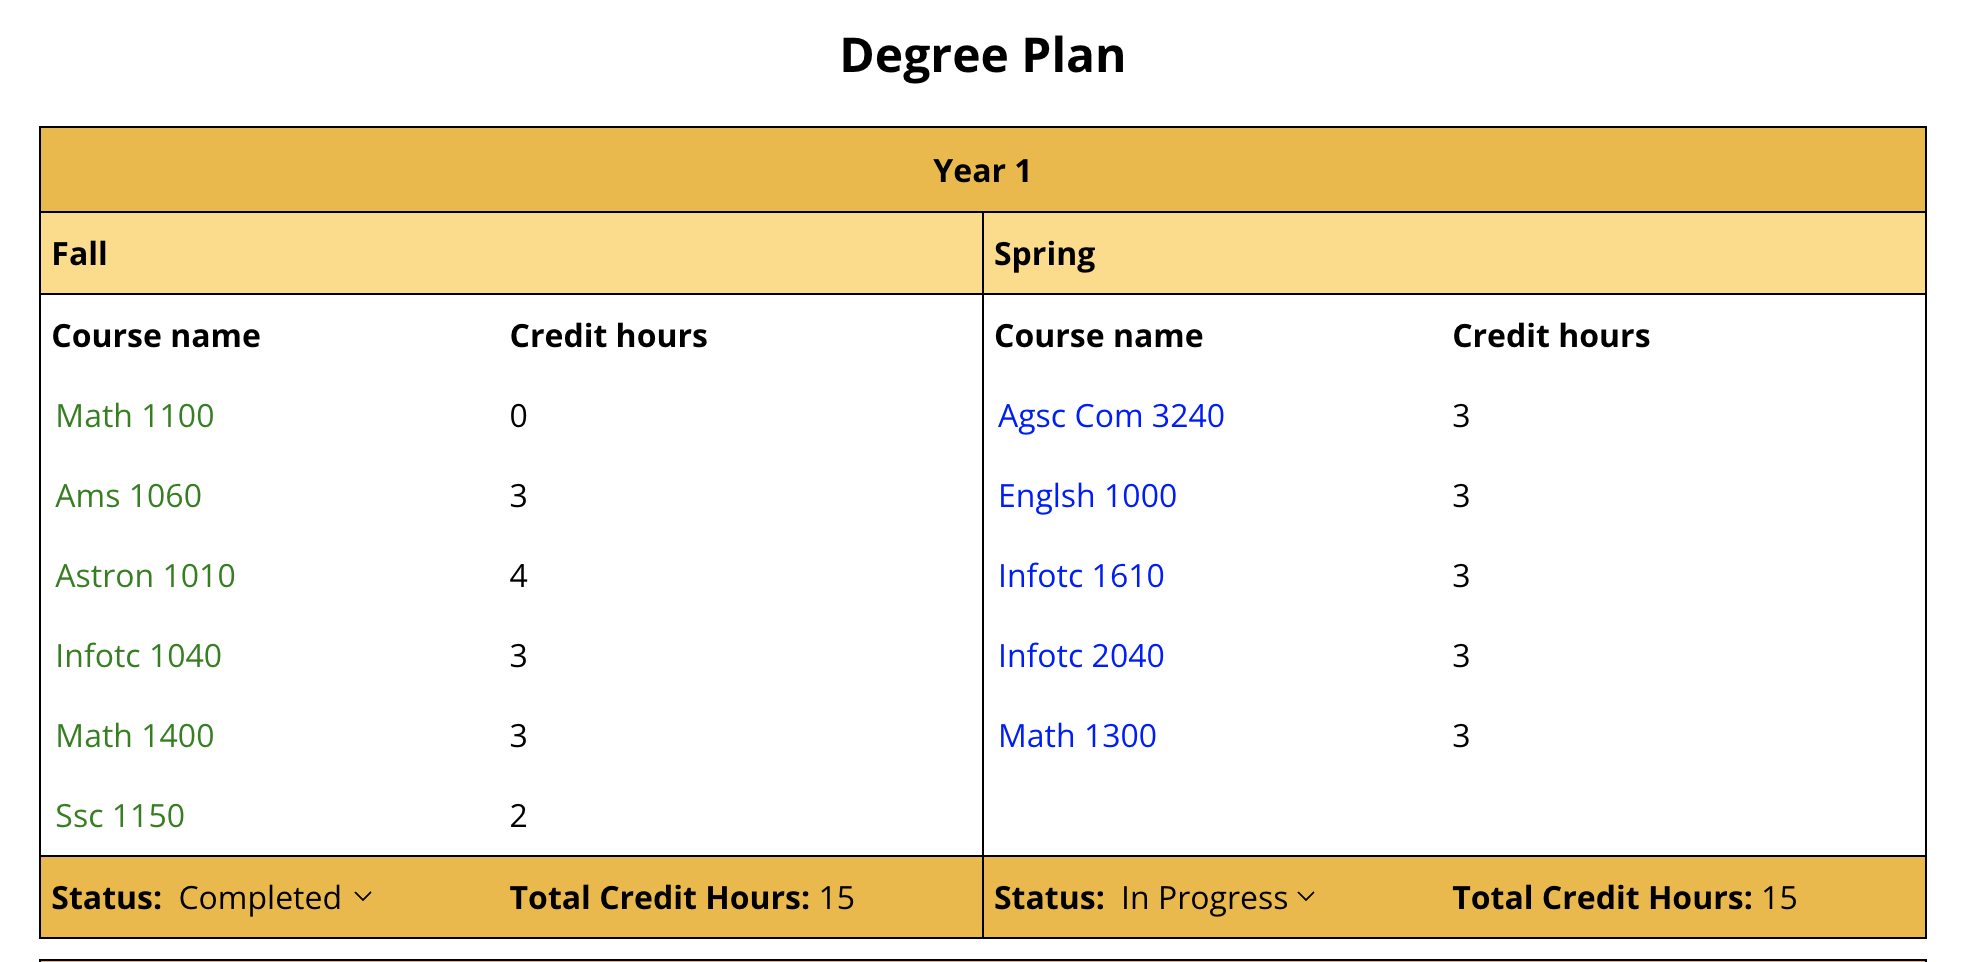 Degree Plan
Year 1
Fall
Spring
Course name Credit hours Course name Credit hours
Math 1100 0 Agsc Com 3240 3
Ams 1060 3 Englsh 1000 3
Astron 1010 4 Infotc 1610 3
Infotc 1040 3 Infotc 2040 3
Math 1400 3 Math 1300 3
Ssc 1150 2
Status: Completed Total Credit Hours: 15 Status: In Progress Total Credit Hours: 15